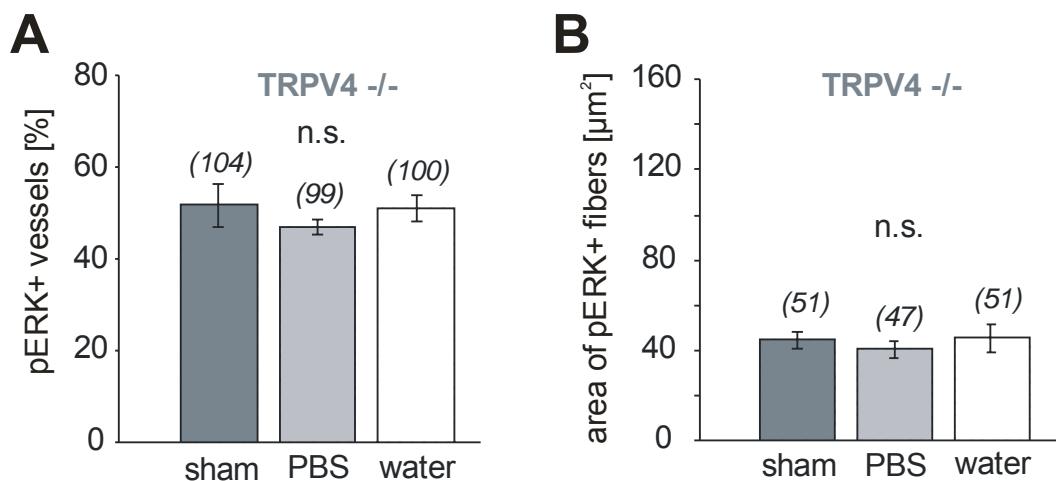 A
TRPV4 -/-
n.s.
pERK+ vessels [%]
80
60
40
20
0
(104)
(99)
(100)
sham
PBS
water
B
TRPV4 -/-
n.s.
area of pERK+ fibers [µm²]
160
120
80
40
0
(51)
(47)
(51)
sham
PBS
water